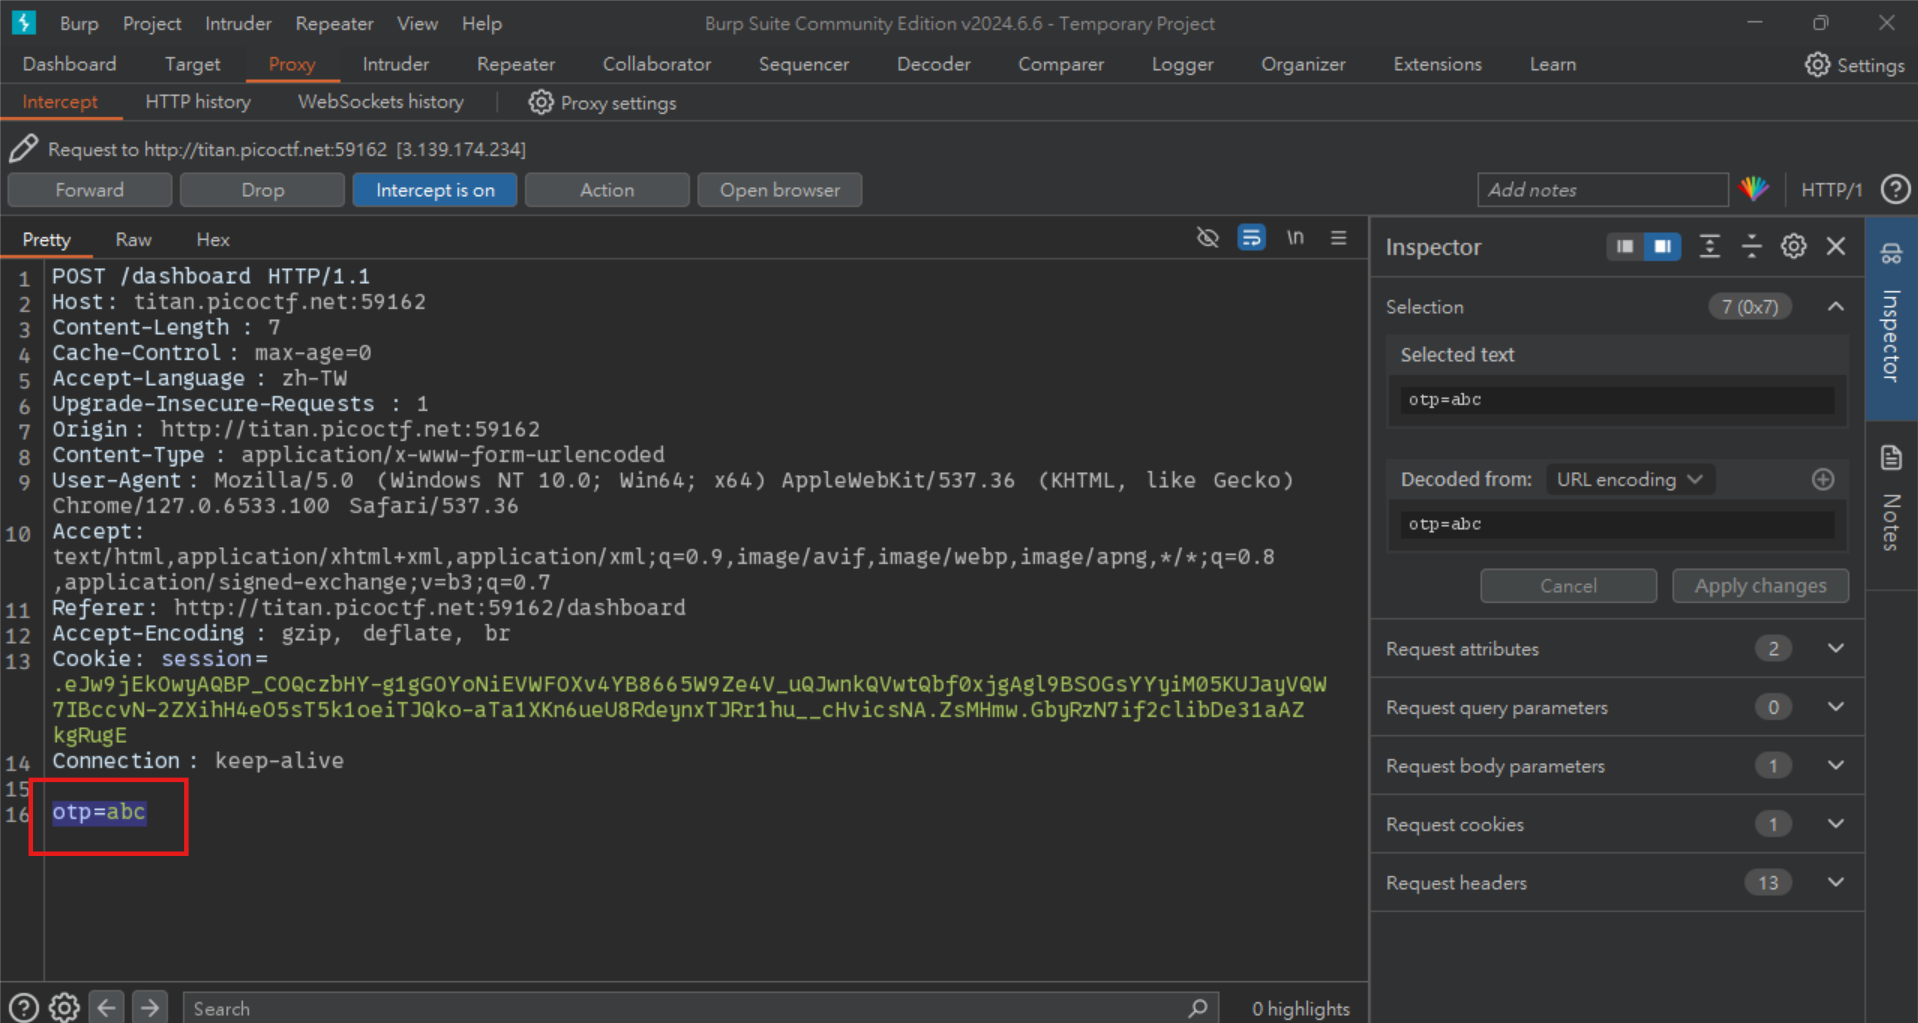 Burp Project Intruder Repeater View Help Burp Suite Community Edition v2024.6.6 - Temporary Project
Dashboard Target Proxy Intruder Repeater Collaborator Sequencer Decoder Comparer Logger Organizer Extensions Learn Settings
Intercept HTTP history WebSockets history Proxy settings
Request to http://titan.picoctf.net:59162 [3.139.174.234]
Forward Drop Intercept is on Action Open browser Add notes HTTP/1 ?
Pretty Raw Hex \n
1 POST /dashboard HTTP/1.1
2 Host: titan.picoctf.net:59162
3 Content-Length : 7
4 Cache-Control : max-age=0
5 Accept-Language : zh-TW
6 Upgrade-Insecure-Requests : 1
7 Origin : http://titan.picoctf.net:59162
8 Content-Type : application/x-www-form-urlencoded
9 User-Agent : Mozilla/5.0 (Windows NT 10.0; Win64; x64) AppleWebKit/537.36 (KHTML, like Gecko)
Chrome/127.0.6533.100 Safari/537.36
10 Accept:
text/html,application/xhtml+xml,application/xml;q=0.9,image/avif,image/webp,image/apng,*/*;q=0.8
,application/signed-exchange;v=b3;q=0.7
11 Referer: http://titan.picoctf.net:59162/dashboard
12 Accept-Encoding : gzip, deflate, br
13 Cookie: session=
.eJw9jEkOwyAQBP_COQczbHY-g1gGOYoNiEVWFOXv4YB8665W9Ze4V_uQJwnkQVwtQbf0xjgAgl9BSOGsYYyiM05KUJayVQW
7IBccvN-2ZXihH4eO5sT5k1oeiTJQko-aTa1XKn6ueU8RdeynxTJRr1hu__cHvicsNA.ZsMHmw.GbyRzN7if2clibDe31aAZ
kgRugE
14 Connection : keep-alive
15
16 otp=abc
? Search 0 highlights
Inspector
Selection 7 (0x7)
Selected text
otp=abc
Decoded from: URL encoding
otp=abc
Cancel Apply changes
Request attributes 2
Request query parameters 0
Request body parameters 1
Request cookies 1
Request headers 13
Inspector
Notes